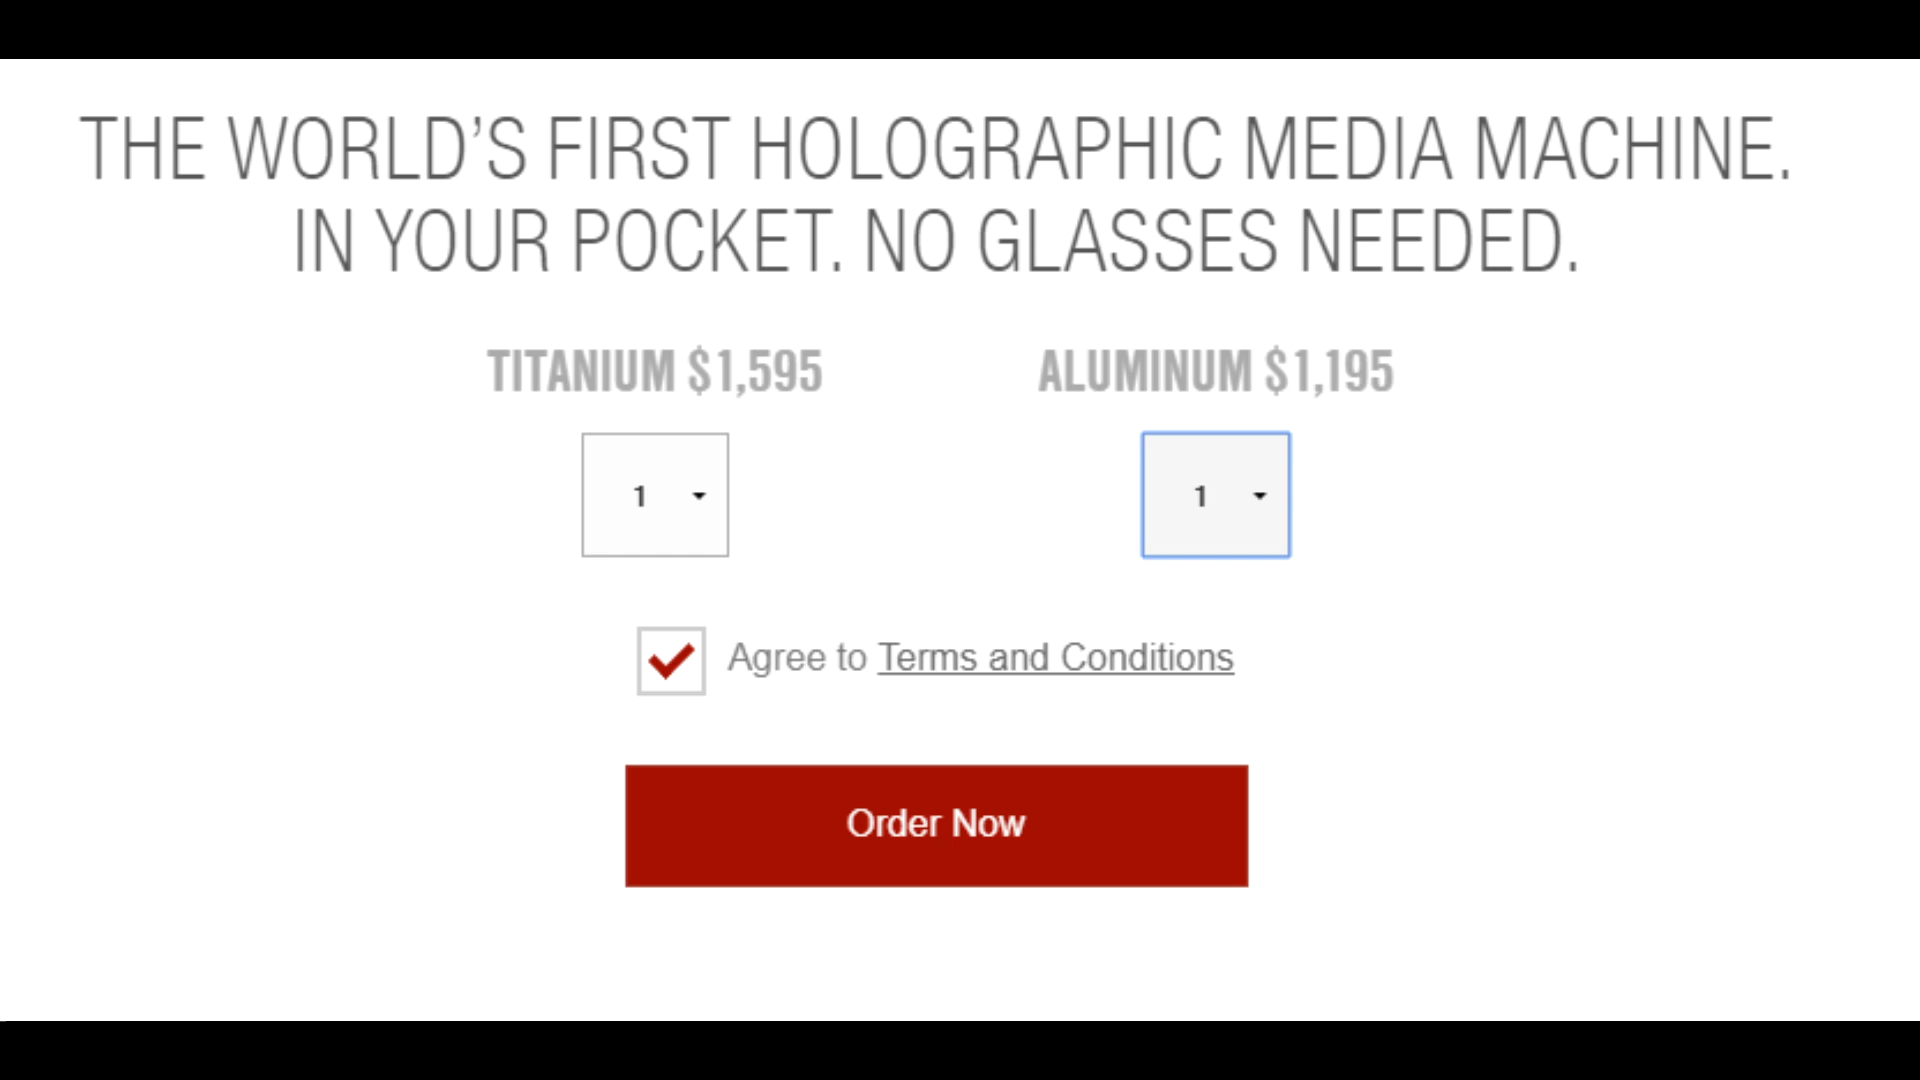 THE WORLD’S FIRST HOLOGRAPHIC MEDIA MACHINE.
IN YOUR POCKET. NO GLASSES NEEDED.
TITANIUM $1,595 ALUMINUM $1,195
1 1
Agree to Terms and Conditions
Order Now